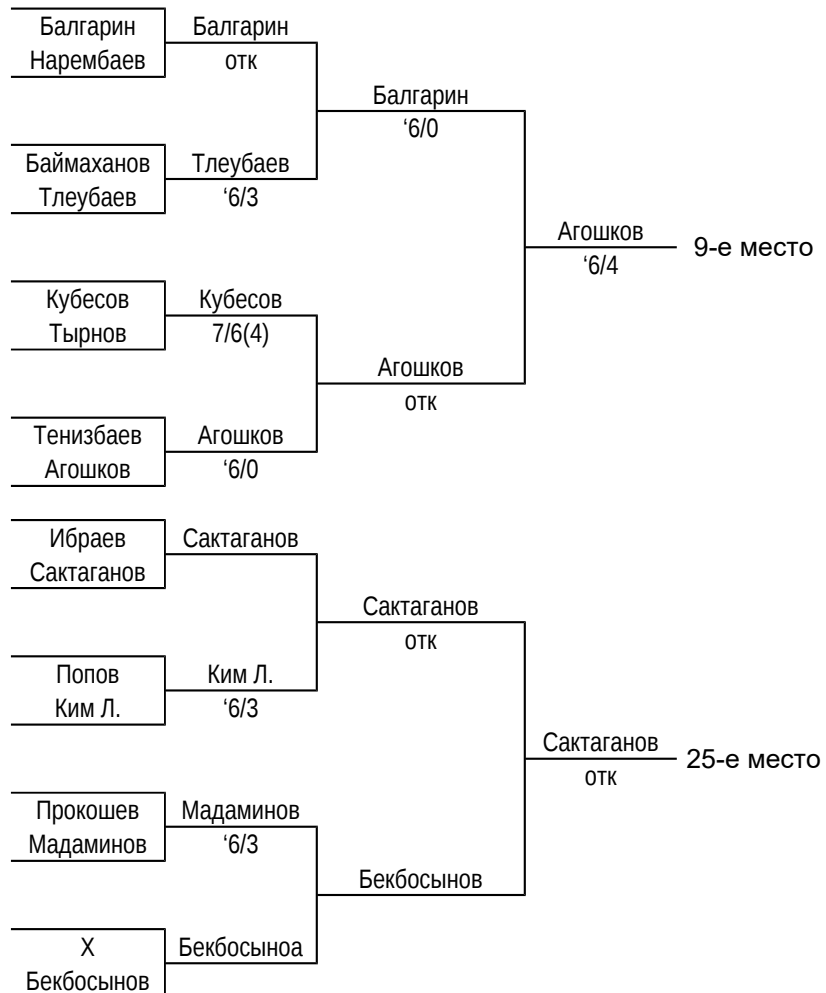 Балгарин
Нарембаев
Балгарин
отк
Балгарин
‘6/0
Баймаханов
Тлеубаев
Тлеубаев
‘6/3
Агошков
‘6/4
9-е место
Кубесов
Тырнов
Кубесов
7/6(4)
Агошков
отк
Тенизбаев
Агошков
Агошков
‘6/0
Ибраев
Сактаганов
Сактаганов
Сактаганов
отк
Попов
Ким Л.
Ким Л.
‘6/3
Сактаганов
отк
25-е место
Прокошев
Мадаминов
Мадаминов
‘6/3
Бекбосынов
Х
Бекбосынов
Бекбосыноа